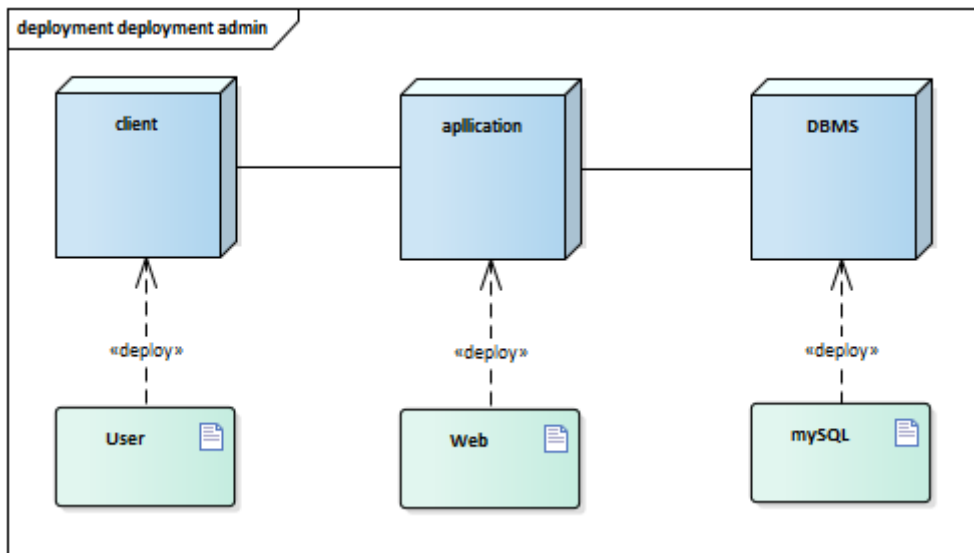 deployment deployment admin
client
apllication
DBMS
«deploy»
«deploy»
«deploy»
User
Web
mySQL